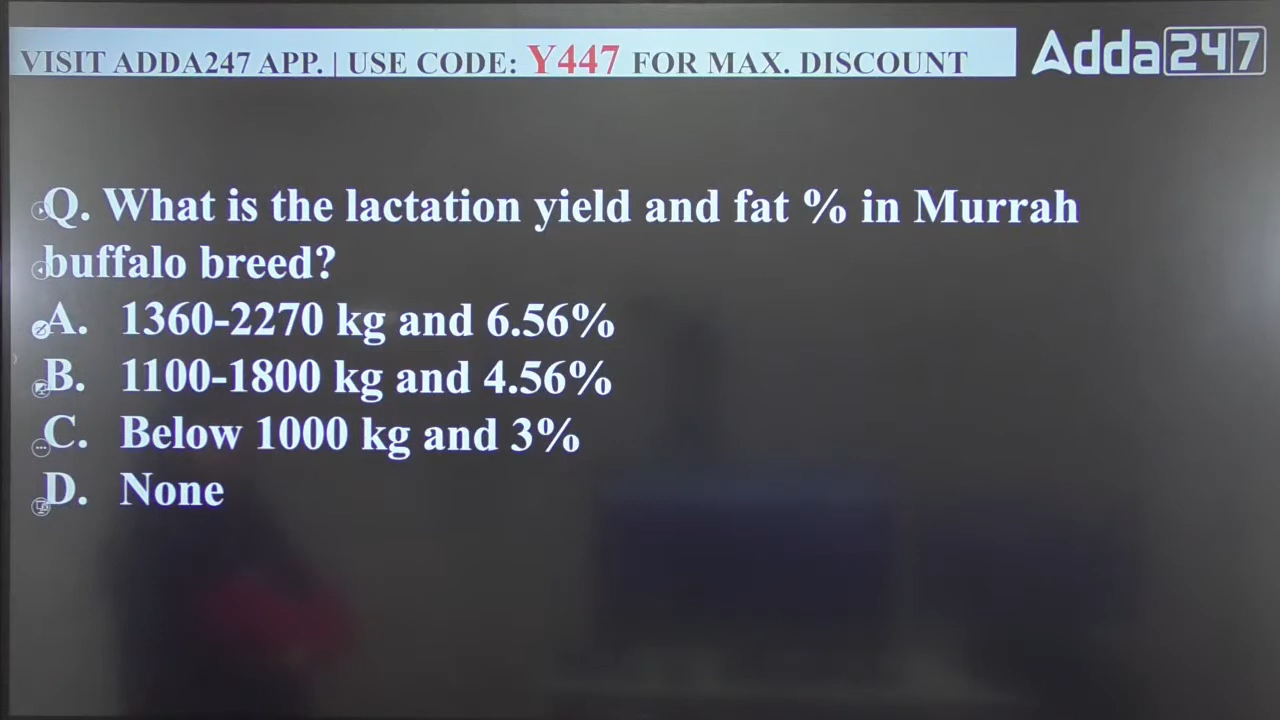 VISIT ADDA247 APP. | USE CODE: Y447 FOR MAX. DISCOUNT
Adda247
Q. What is the lactation yield and fat % in Murrah
buffalo breed?
A. 1360-2270 kg and 6.56%
B. 1100-1800 kg and 4.56%
C. Below 1000 kg and 3%
D. None